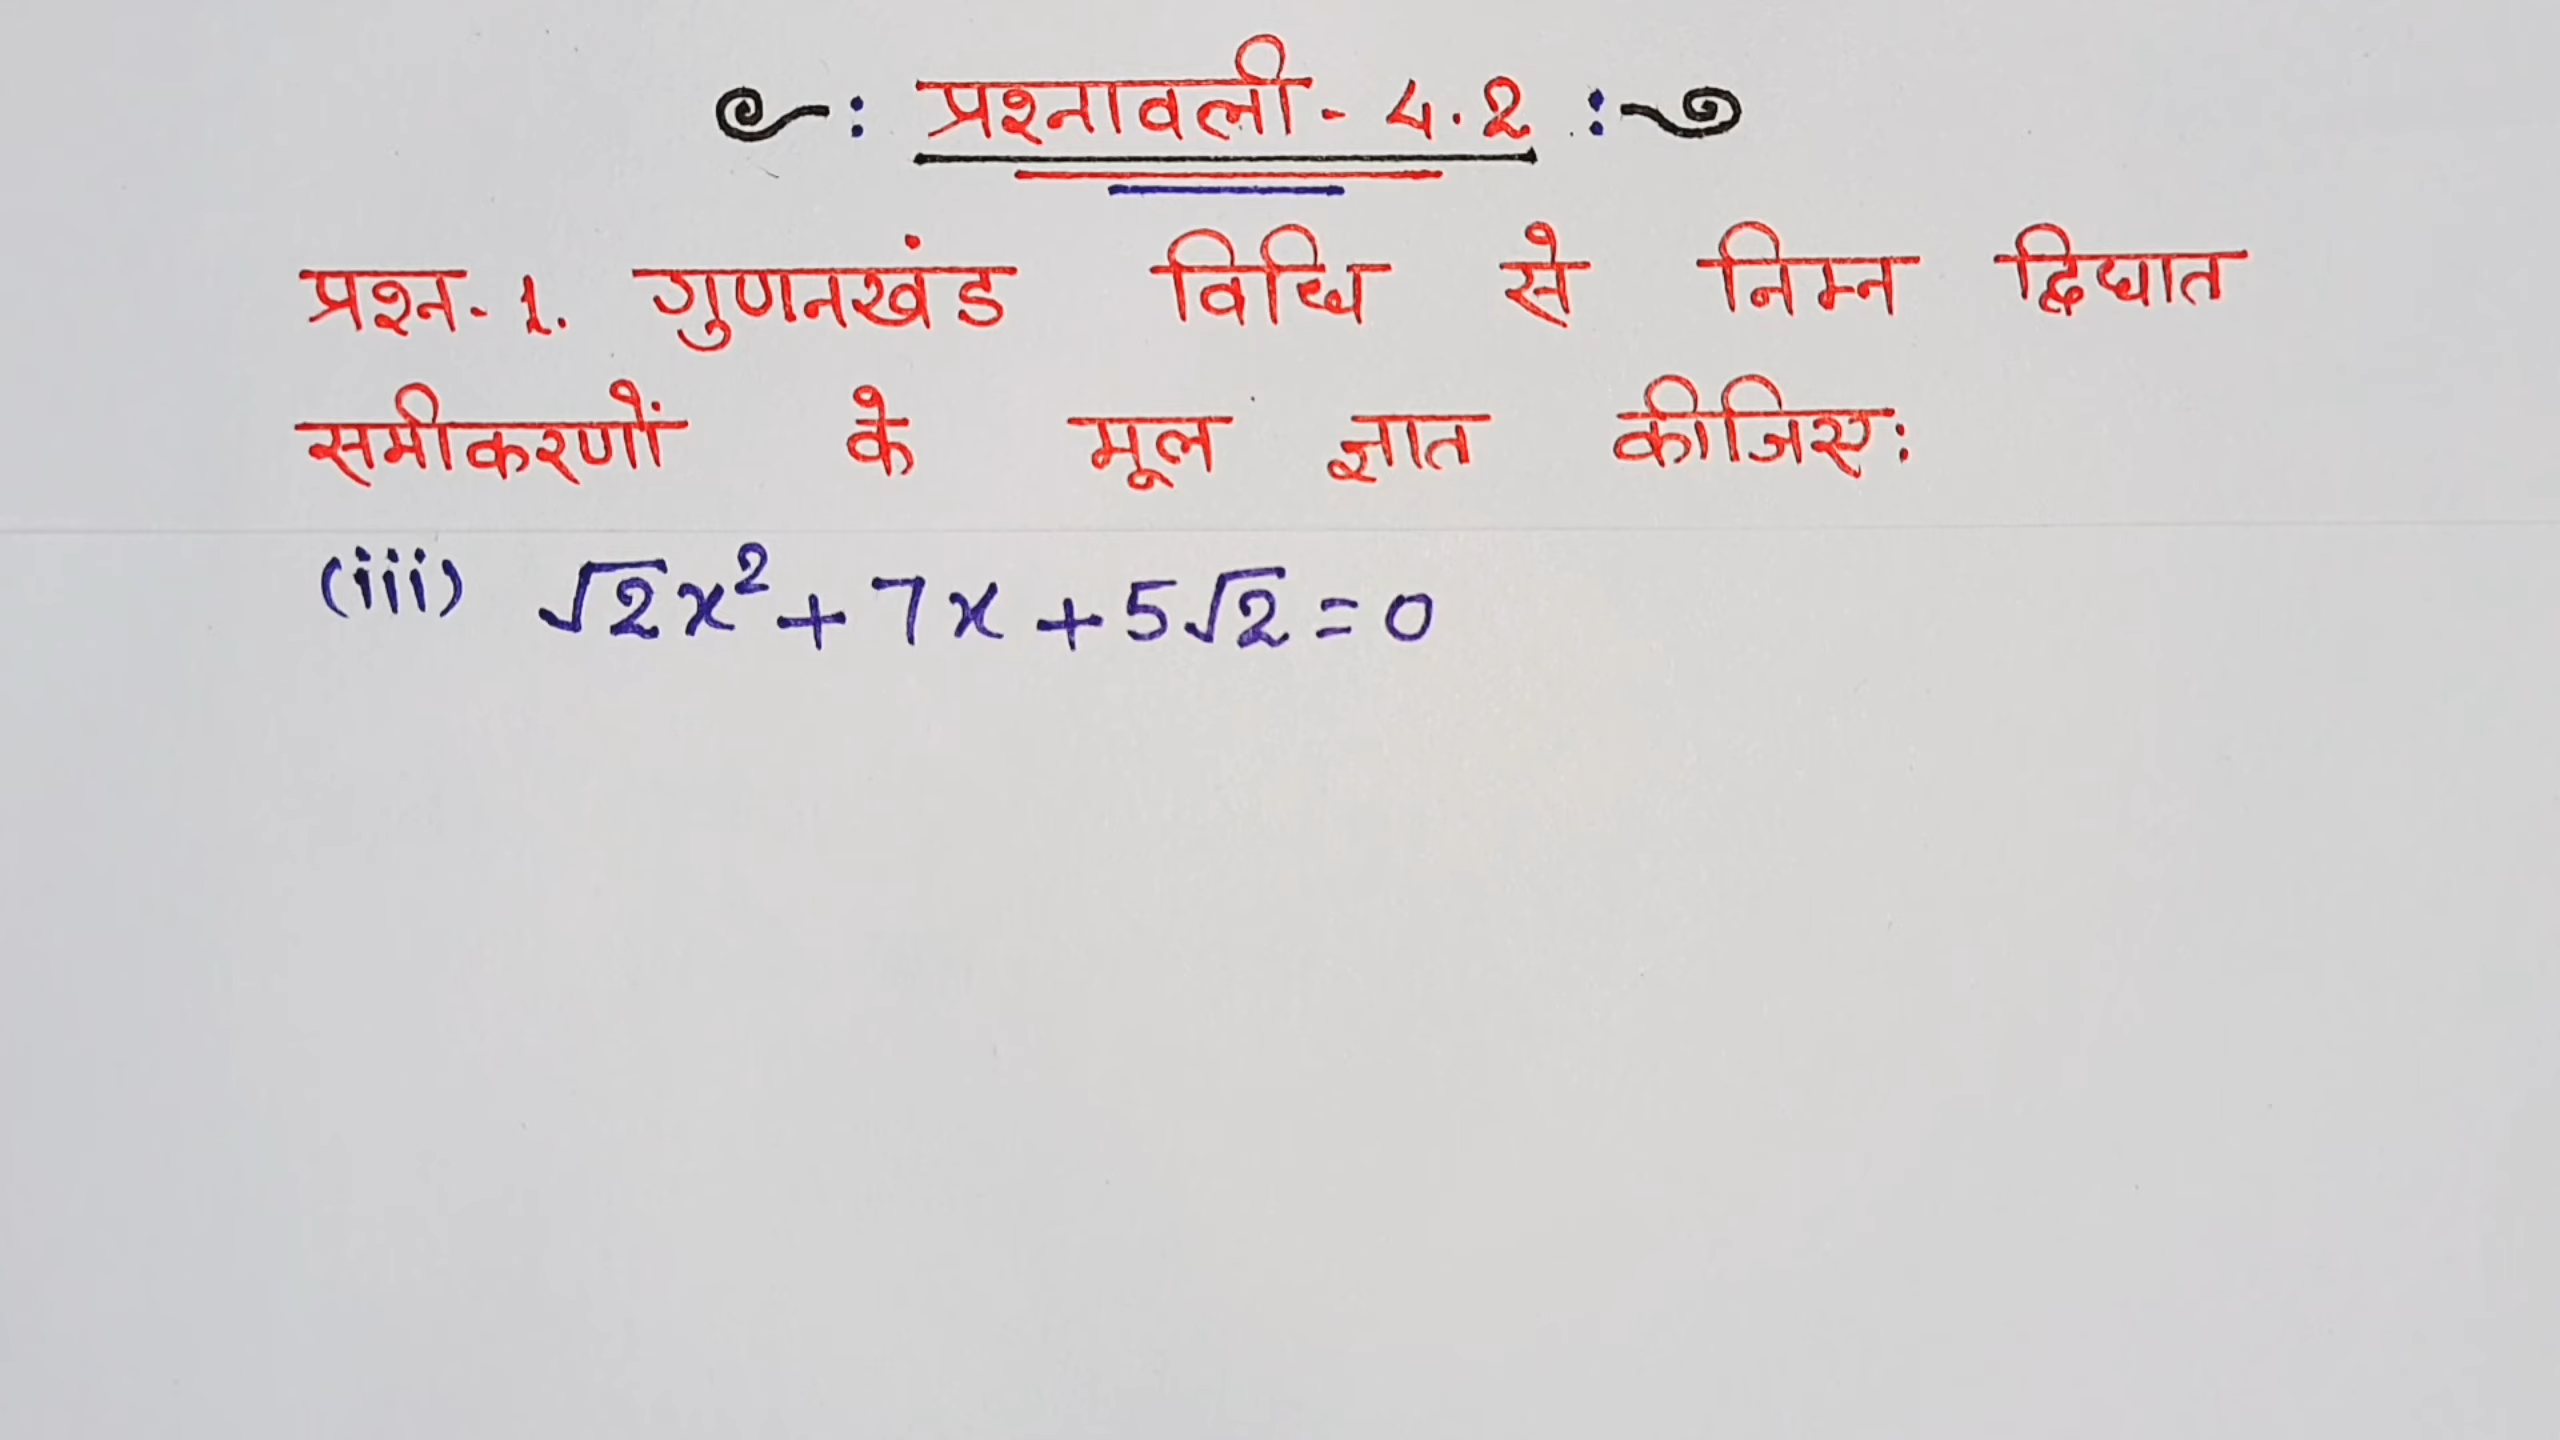 : प्रश्नावली - 4.2 :
प्रश्न-1. गुणनखंड विधि से निम्न द्विघात
समीकरणों के मूल ज्ञात कीजिए:
(iii) √2x² + 7x + 5√2 = 0